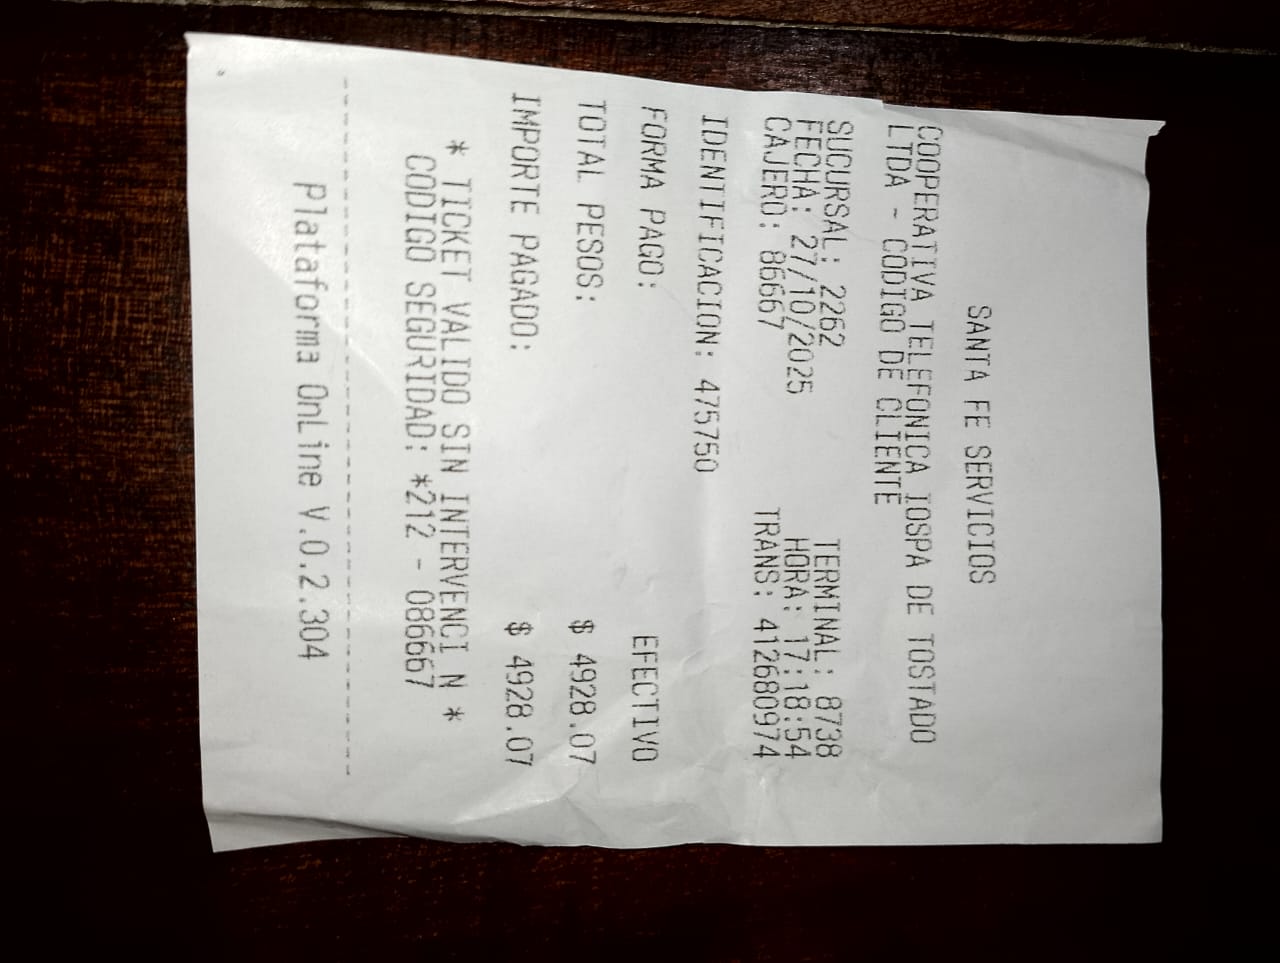 SANTA FE SERVICIOS
COOPERATIVA TELEFONICA IOSPA DE TOSTADO
LTDA - CODIGO DE CLIENTE
SUCURSAL: 2262 TERMINAL: 8738
FECHA: 27/10/2025 HORA: 17:18:54
CAJERO: 86667 TRANS: 412680974
IDENTIFICACION: 475750
FORMA PAGO: EFECTIVO
TOTAL PESOS: $ 4928.07
IMPORTE PAGADO: $ 4928.07
* TICKET VALIDO SIN INTERVENCI N *
CODIGO SEGURIDAD: *212 - 086667
Plataforma OnLine V.0.2.304